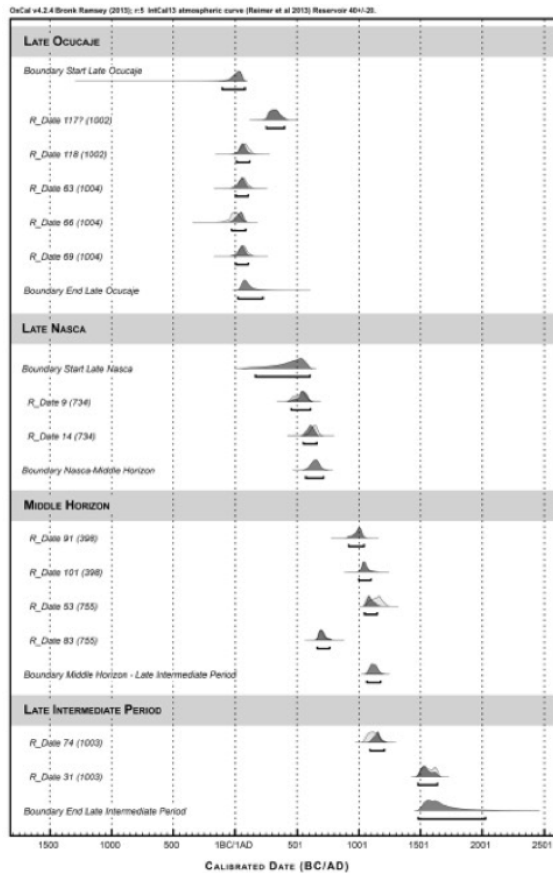 OxCal v4.2.4 Bronk Ramsey (2013); r:5 IntCal13 atmospheric curve (Reimer et al 2013) Reservoir 40+/-20.
LATE OCUCAJE
Boundary Start Late Ocucaje
R_Date 117? (1002)
R_Date 118 (1002)
R_Date 63 (1004)
R_Date 66 (1004)
R_Date 69 (1004)
Boundary End Late Ocucaje
LATE NASCA
Boundary Start Late Nasca
R_Date 9 (734)
R_Date 14 (734)
Boundary Nasca-Middle Horizon
MIDDLE HORIZON
R_Date 91 (398)
R_Date 101 (398)
R_Date 53 (755)
R_Date 83 (755)
Boundary Middle Horizon - Late Intermediate Period
LATE INTERMEDIATE PERIOD
R_Date 74 (1003)
R_Date 31 (1003)
Boundary End Late Intermediate Period
1500 1000 500 1BC/1AD 501 1001 1501 2001 2501
CALIBRATED DATE (BC/AD)